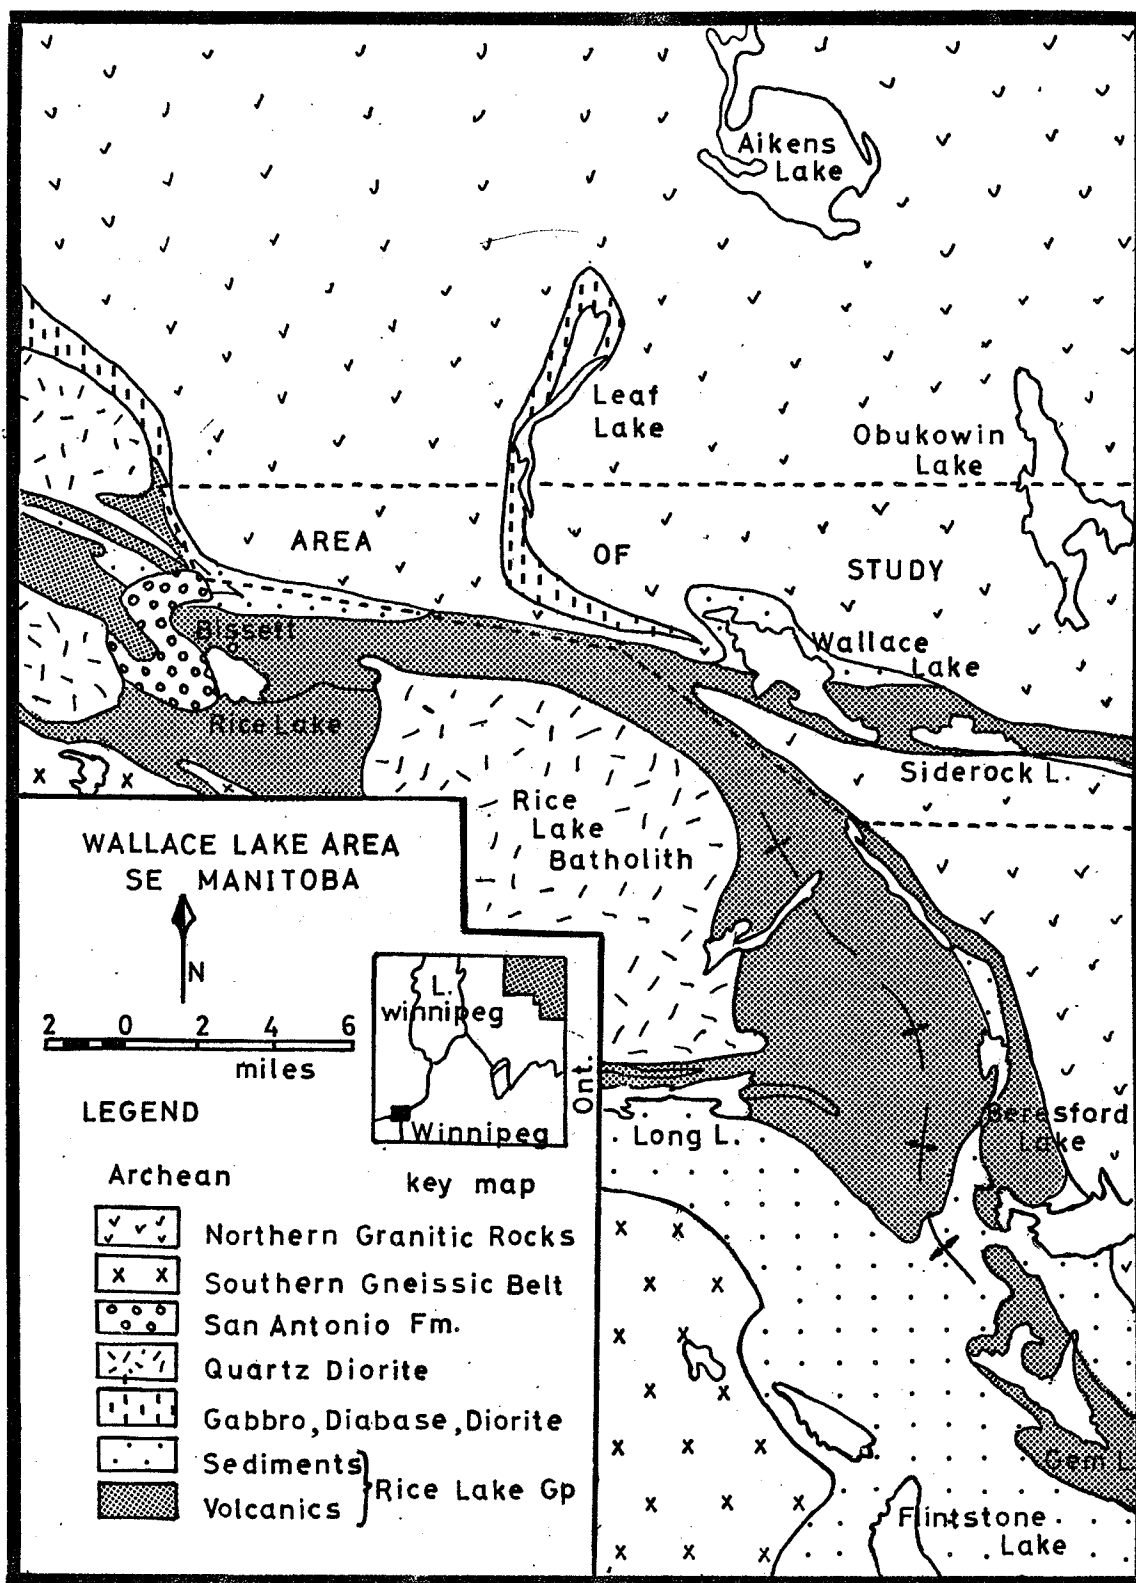 Aikens
Lake
Leaf
Lake
Obukowin
Lake
AREA OF STUDY
Bissett
Wallace
Lake
Rice Lake
Siderock L.
Rice
Lake
Batholith
WALLACE LAKE AREA
SE MANITOBA
N
2 0 2 4 6
miles
L.
winnipeg
Winnipeg
Ont.
key map
Long L.
Beresford
Lake
Gem L.
Flintstone
Lake
LEGEND
Archean
Northern Granitic Rocks
Southern Gneissic Belt
San Antonio Fm.
Quartz Diorite
Gabbro, Diabase, Diorite
Sediments
Volcanics
Rice Lake Gp